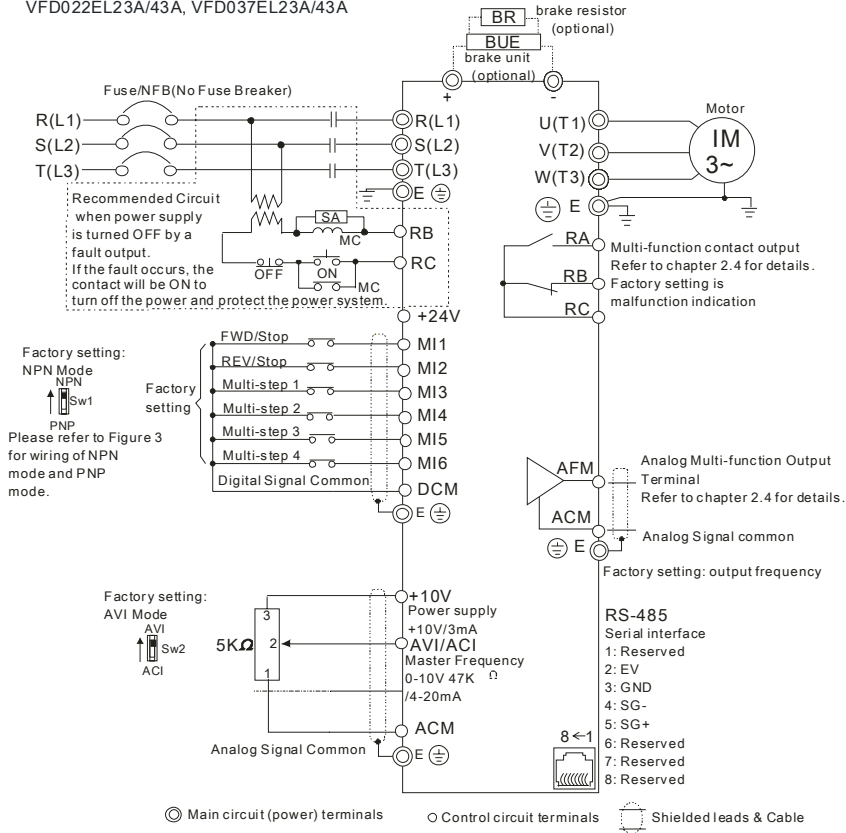 VFD022EL23A/43A, VFD037EL23A/43A
BR
brake resistor
(optional)
BUE
brake unit
(optional)
+
-
Fuse/NFB(No Fuse Breaker)
R(L1)
S(L2)
T(L3)
R(L1)
S(L2)
T(L3)
E
Recommended Circuit
when power supply
is turned OFF by a
fault output.
If the fault occurs, the
contact will be ON to
turn off the power and protect the power system.
SA
MC
OFF
ON
MC
RB
RC
U(T1)
V(T2)
W(T3)
E
Motor
IM
3~
RA
RB
RC
Multi-function contact output
Refer to chapter 2.4 for details.
Factory setting is
malfunction indication
+24V
Factory setting:
NPN Mode
NPN
Sw1
PNP
Please refer to Figure 3
for wiring of NPN
mode and PNP
mode.
Factory
setting
FWD/Stop
MI1
REV/Stop
MI2
Multi-step 1
MI3
Multi-step 2
MI4
Multi-step 3
MI5
Multi-step 4
MI6
Digital Signal Common
DCM
E
AFM
ACM
E
Analog Multi-function Output
Terminal
Refer to chapter 2.4 for details.
Analog Signal common
Factory setting: output frequency
Factory setting:
AVI Mode
AVI
Sw2
ACI
5KΩ
3
2
1
+10V
Power supply
+10V/3mA
AVI/ACI
Master Frequency
0-10V 47K Ω
/4-20mA
ACM
Analog Signal Common
E
RS-485
Serial interface
1: Reserved
2: EV
3: GND
4: SG-
5: SG+
6: Reserved
7: Reserved
8: Reserved
8←1
Main circuit (power) terminals
Control circuit terminals
Shielded leads & Cable